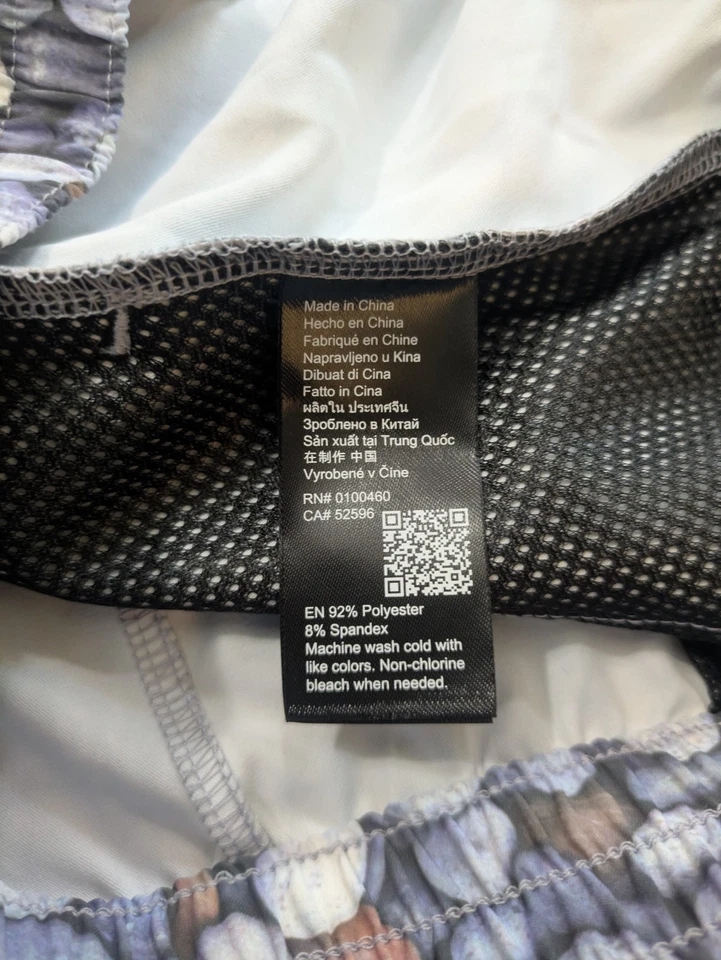 Made in China
Hecho en China
Fabriqué en Chine
Napravljeno u Kina
Dibuat di Cina
Fatto in Cina
ผลิตใน ประเทศจีน
Зроблено в Китай
Sản xuất tại Trung Quốc
在制作 中国
Vyrobené v Číne
RN# 0100460
CA# 52596
EN 92% Polyester
8% Spandex
Machine wash cold with
like colors. Non-chlorine
bleach when needed.